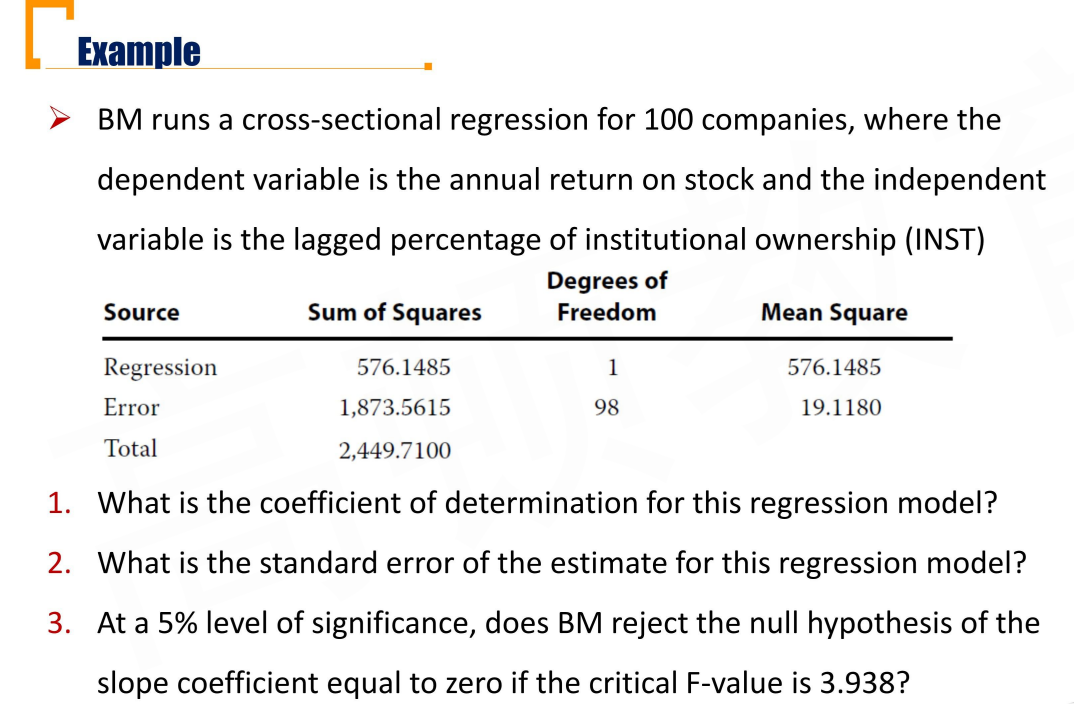 Example
➢ BM runs a cross-sectional regression for 100 companies, where the
dependent variable is the annual return on stock and the independent
variable is the lagged percentage of institutional ownership (INST)
Degrees of
Source Sum of Squares Freedom Mean Square
Regression 576.1485 1 576.1485
Error 1,873.5615 98 19.1180
Total 2,449.7100
1. What is the coefficient of determination for this regression model?
2. What is the standard error of the estimate for this regression model?
3. At a 5% level of significance, does BM reject the null hypothesis of the
slope coefficient equal to zero if the critical F-value is 3.938?
高顿教育